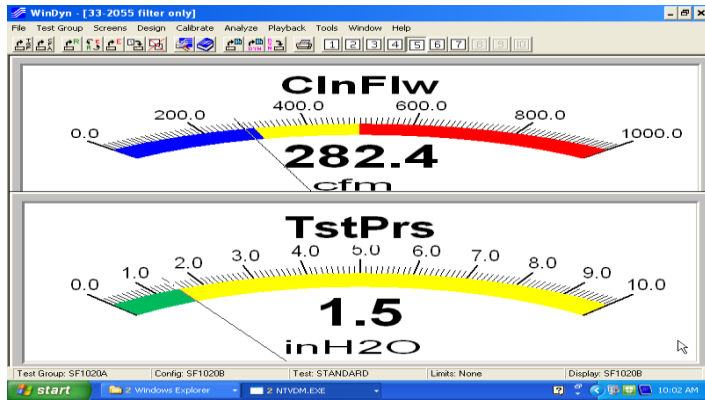 WinDyn - [33-2055 filter only]
File Test Group Screens Design Calibrate Analyze Playback Tools Window Help
1 2 3 4 5 6 7 8 9 10
ClnFlw
0.0 200.0 400.0 600.0 800.0 1000.0
282.4
cfm
TstPrs
0.0 1.0 2.0 3.0 4.0 5.0 6.0 7.0 8.0 9.0 10.0
1.5
inH2O
Test Group: SF1020A Config: SF1020B Test: STANDARD Limits: None Display: SF1020B
start 2 Windows Explorer 2 NTVDM.EXE 10:02 AM